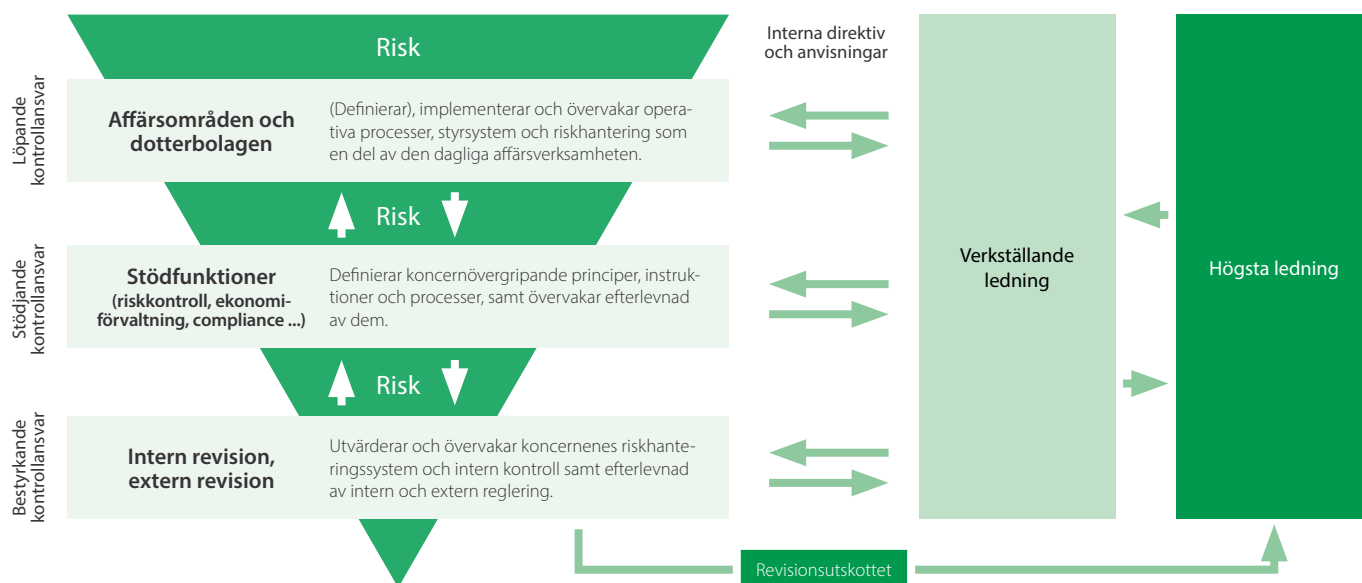 Risk
Interna direktiv
och anvisningar
Löpande
kontrollansvar
Affärsområden och
dotterbolagen
(Definierar), implementerar och övervakar opera-
tiva processer, styrsystem och riskhantering som
en del av den dagliga affärsverksamheten.
Risk
Stödjande
kontrollansvar
Stödfunktioner
(riskkontroll, ekonomi-
förvaltning, compliance ...)
Definierar koncernövergripande principer, instruk-
tioner och processer, samt övervakar efterlevnad
av dem.
Verkställande
ledning
Högsta ledning
Risk
Bestyrkande
kontrollansvar
Intern revision,
extern revision
Utvärderar och övervakar koncernenes riskhante-
ringssystem och intern kontroll samt efterlevnad
av intern och extern reglering.
Revisionsutskottet